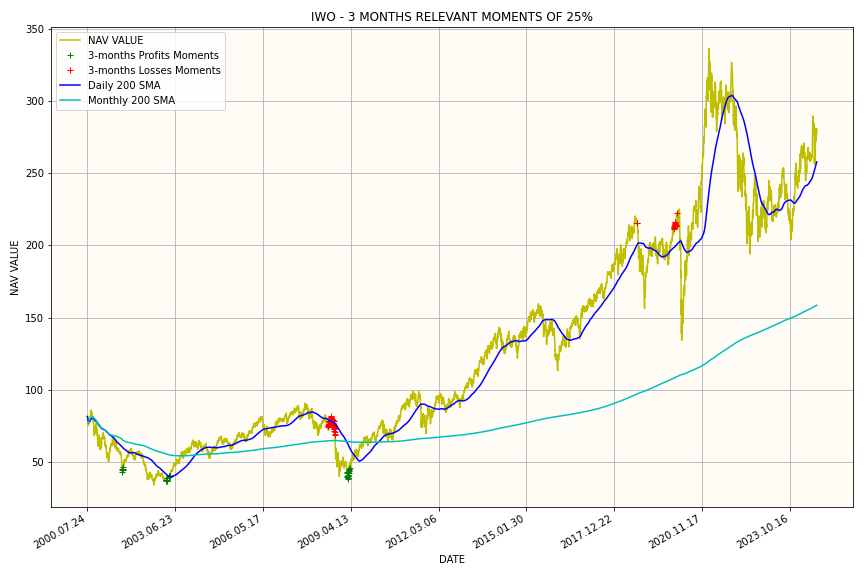 IWO - 3 MONTHS RELEVANT MOMENTS OF 25%
NAV VALUE
3-months Profits Moments
3-months Losses Moments
Daily 200 SMA
Monthly 200 SMA
350
300
250
200
150
100
50
NAV VALUE
2000.07.24
2003.06.23
2006.05.17
2009.04.13
2012.03.06
2015.01.30
2017.12.22
2020.11.17
2023.10.16
DATE